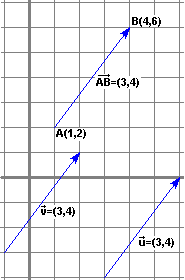 B(4,6)
AB=(3,4)
A(1,2)
v=(3,4)
u=(3,4)